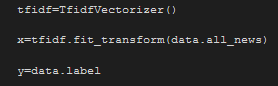 tfidf=TfidfVectorizer()
x=tfidf.fit_transform(data.all_news)
y=data.label